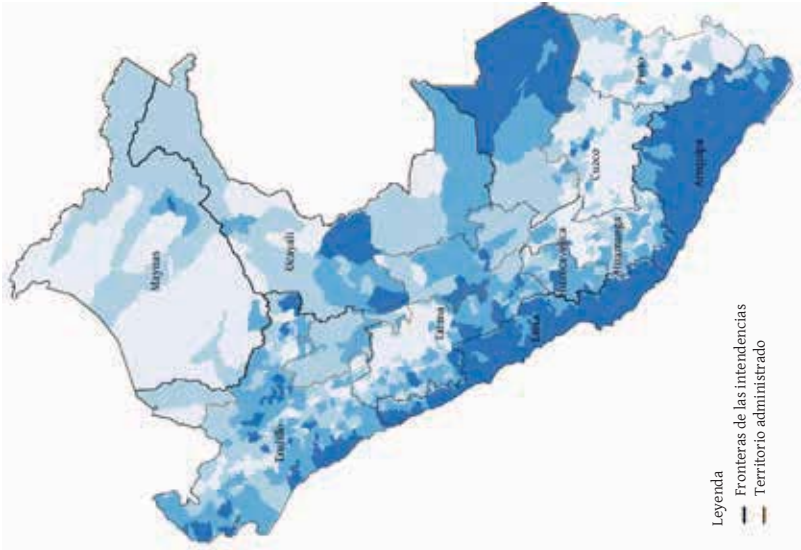 Maynas
Ucayali
Trujillo
Tarma
Lima
Huancavelica
Huamanga
Cuzco
Puno
Arequipa
Leyenda
Fronteras de las intendencias
Territorio administrado